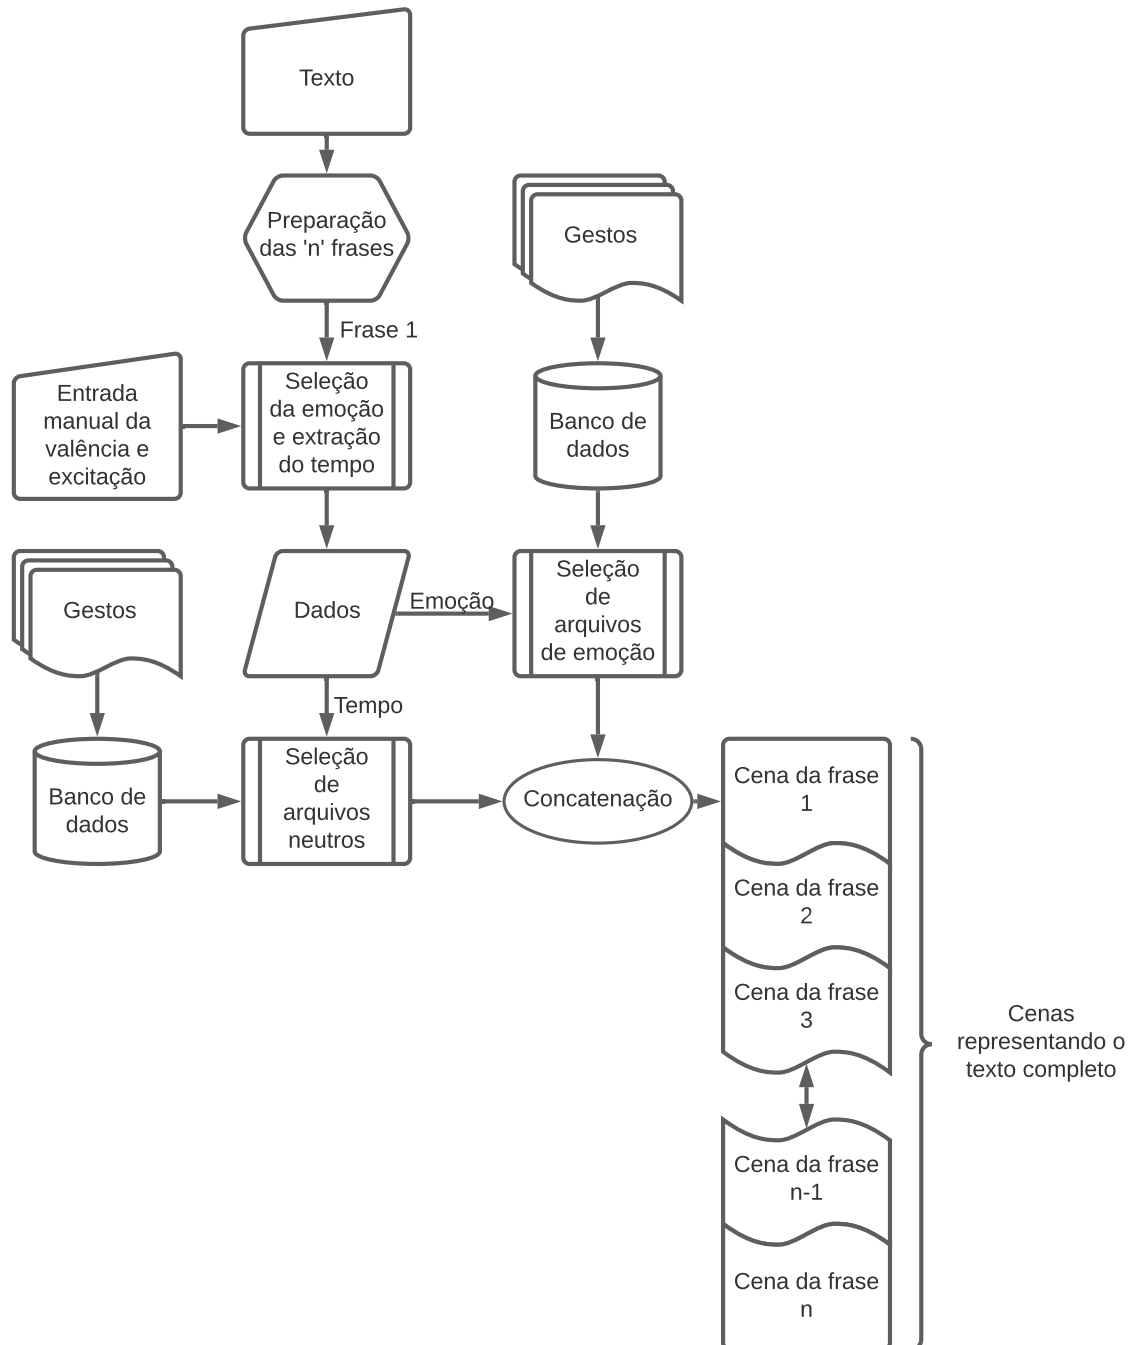 Texto
Preparação
das 'n' frases
Gestos
Frase 1
Entrada
manual da
valência e
excitação
Seleção
da emoção
e extração
do tempo
Banco de
dados
Gestos
Dados
Emoção
Seleção
de
arquivos
de emoção
Tempo
Banco de
dados
Seleção
de
arquivos
neutros
Concatenação
Cena da frase
1
Cena da frase
2
Cena da frase
3
Cenas
representando o
texto completo
Cena da frase
n-1
Cena da frase
n